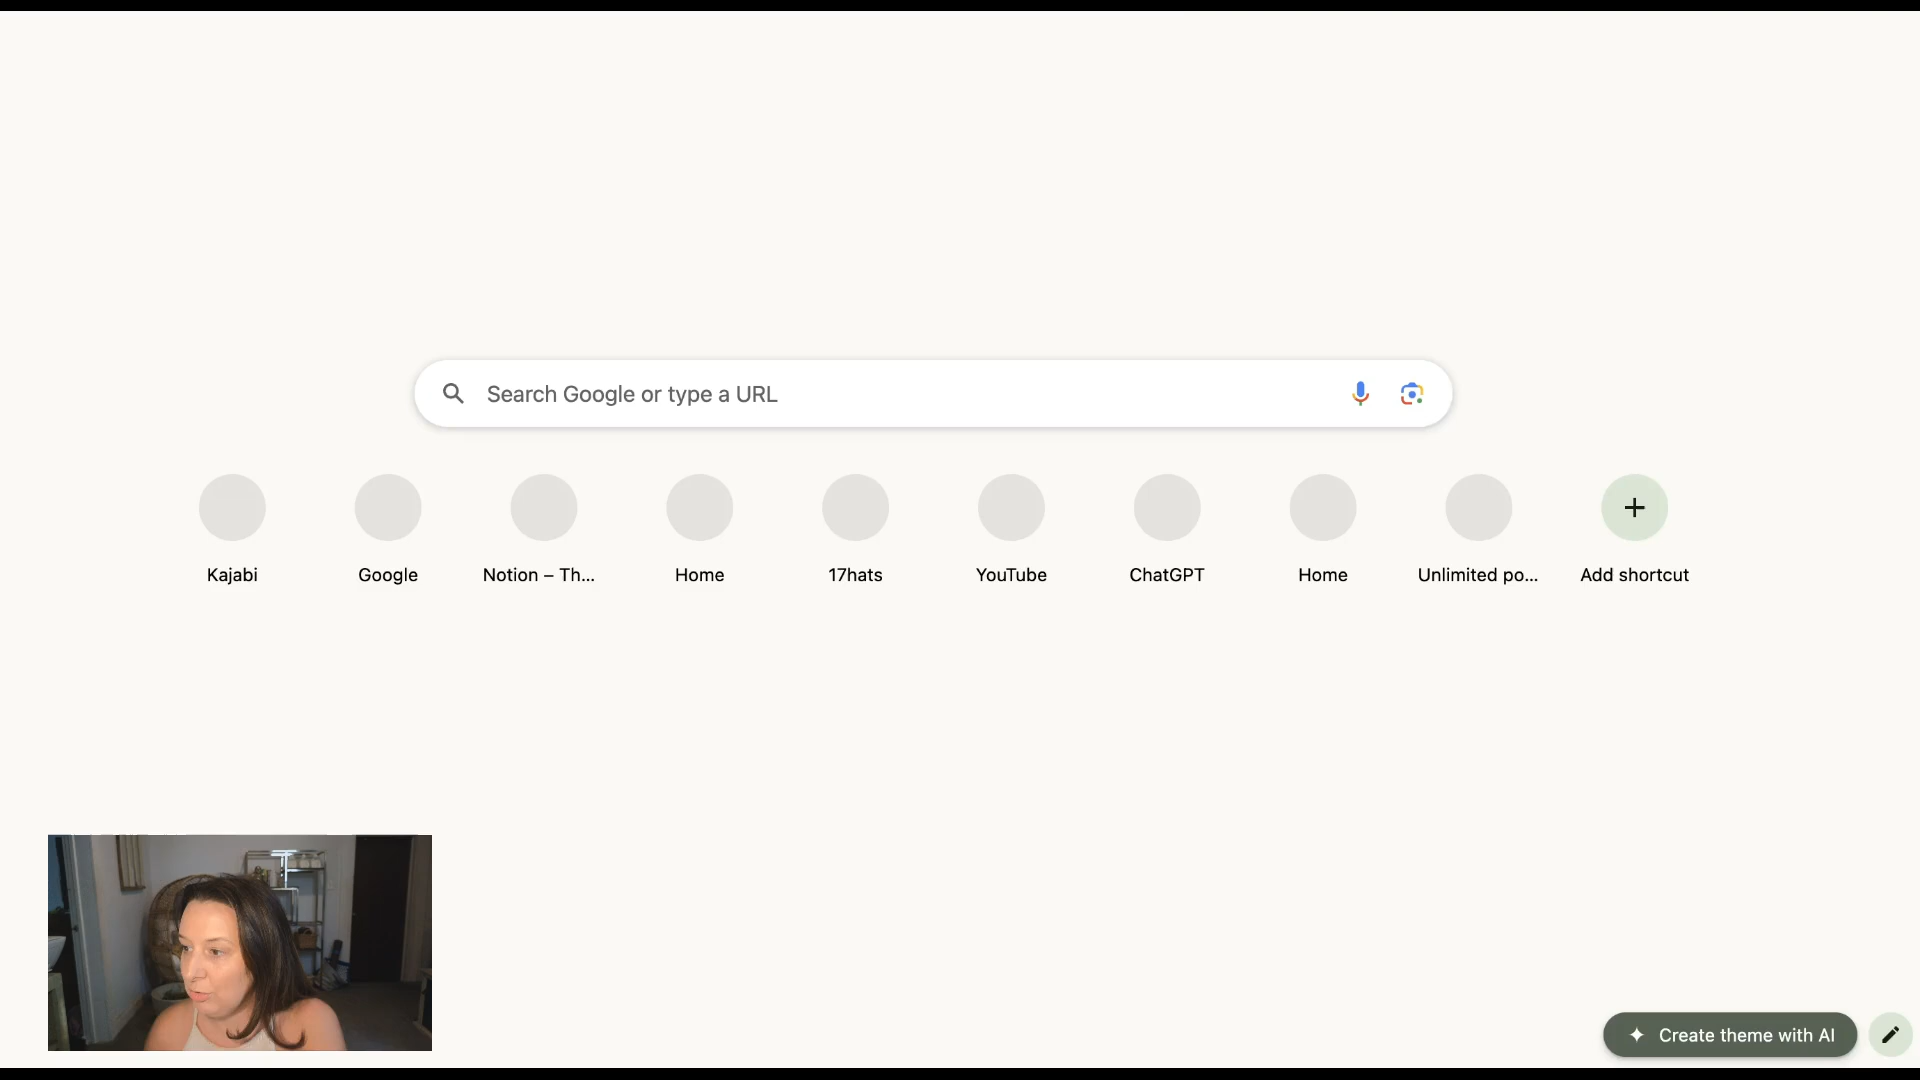 Search Google or type a URL
Kajabi
Google
Notion – Th...
Home
17hats
YouTube
ChatGPT
Home
Unlimited po...
Add shortcut
Create theme with AI